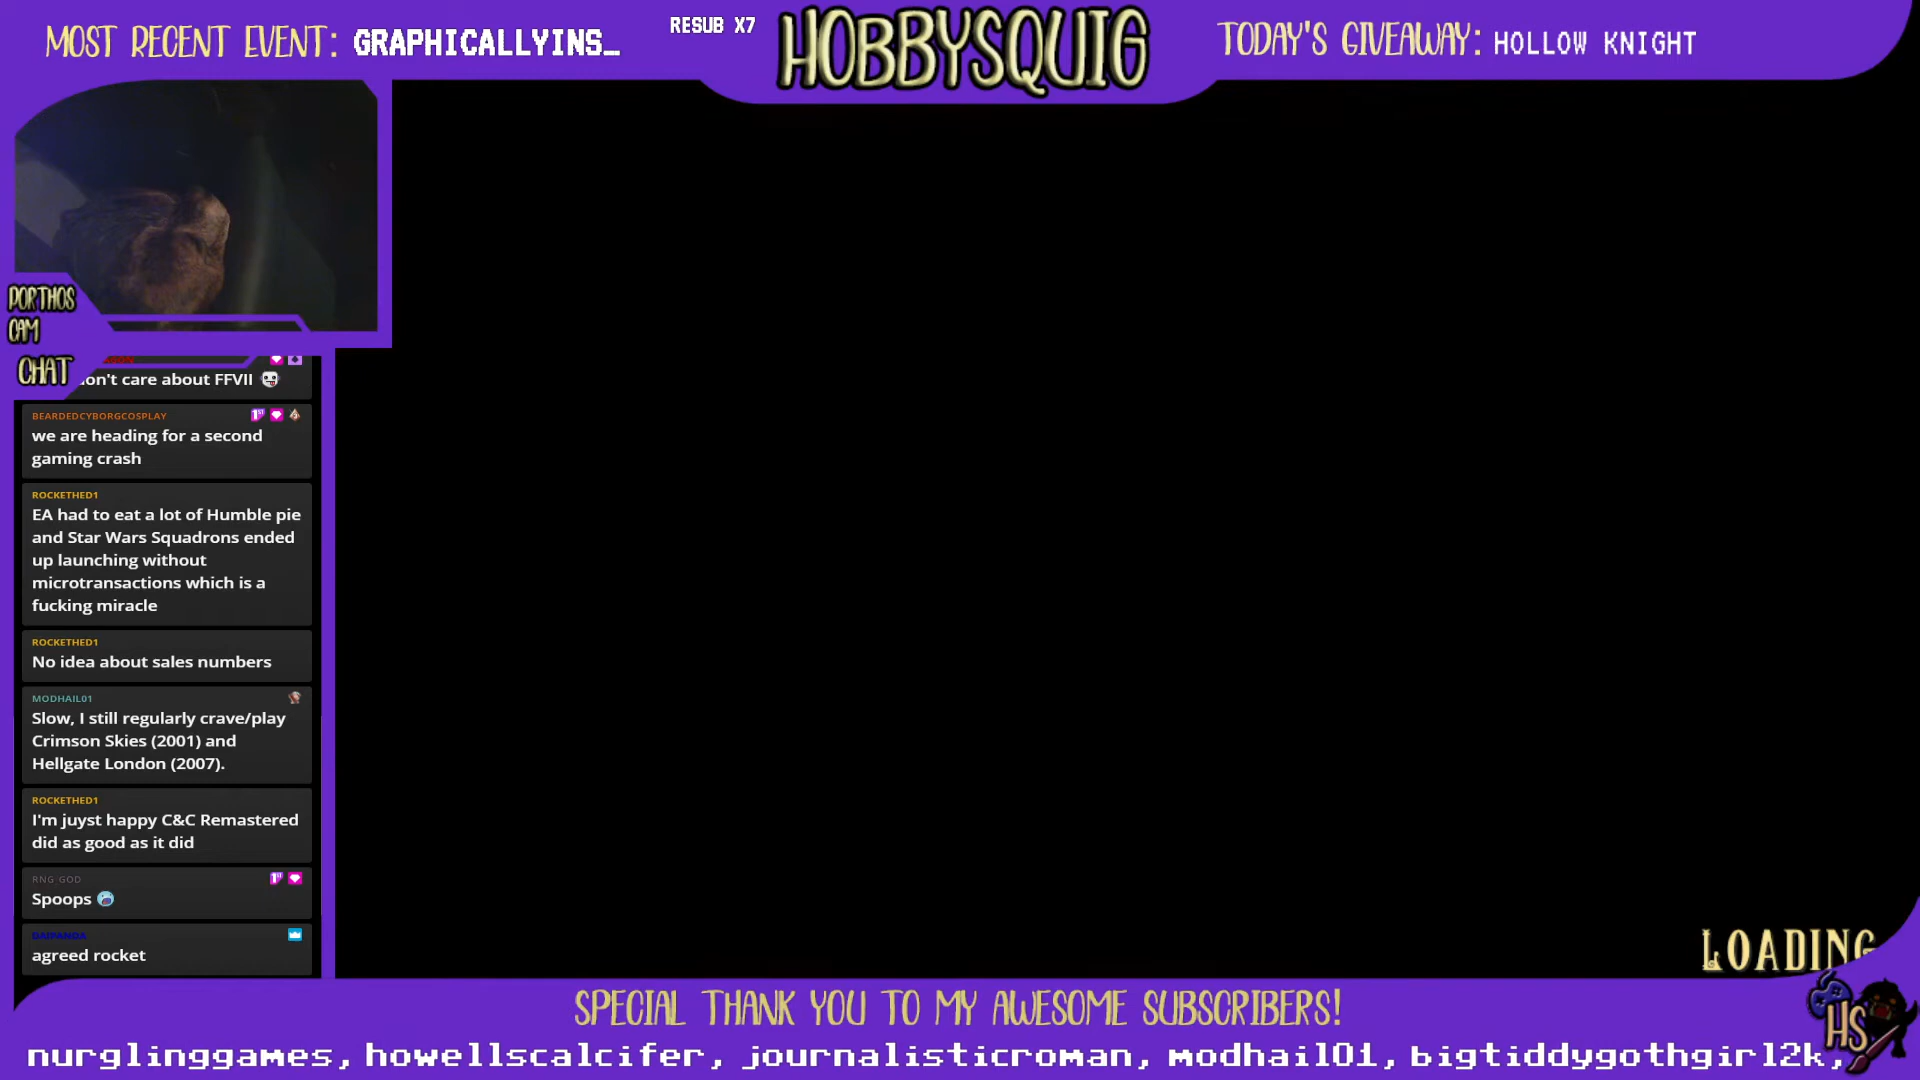 MOST RECENT EVENT: GRAPHICALLYINS_
RESUB X7
HOBBYSQUIG
TODAY'S GIVEAWAY: HOLLOW KNIGHT
PORTHOS
CAM
CHAT
on't care about FFVII
BEARDEDCYBORGCOSPLAY
we are heading for a second
gaming crash
ROCKETHED1
EA had to eat a lot of Humble pie
and Star Wars Squadrons ended
up launching without
microtransactions which is a
fucking miracle
ROCKETHED1
No idea about sales numbers
MODHAIL01
Slow, I still regularly crave/play
Crimson Skies (2001) and
Hellgate London (2007).
ROCKETHED1
I'm juyst happy C&C Remastered
did as good as it did
RNG GOD
Spoops
DAIPANDA
agreed rocket
LOADING
SPECIAL THANK YOU TO MY AWESOME SUBSCRIBERS!
HS
nurglinggames, howellscalcifer, journalisticroman, modhail01, bigtiddygothgirl2k,